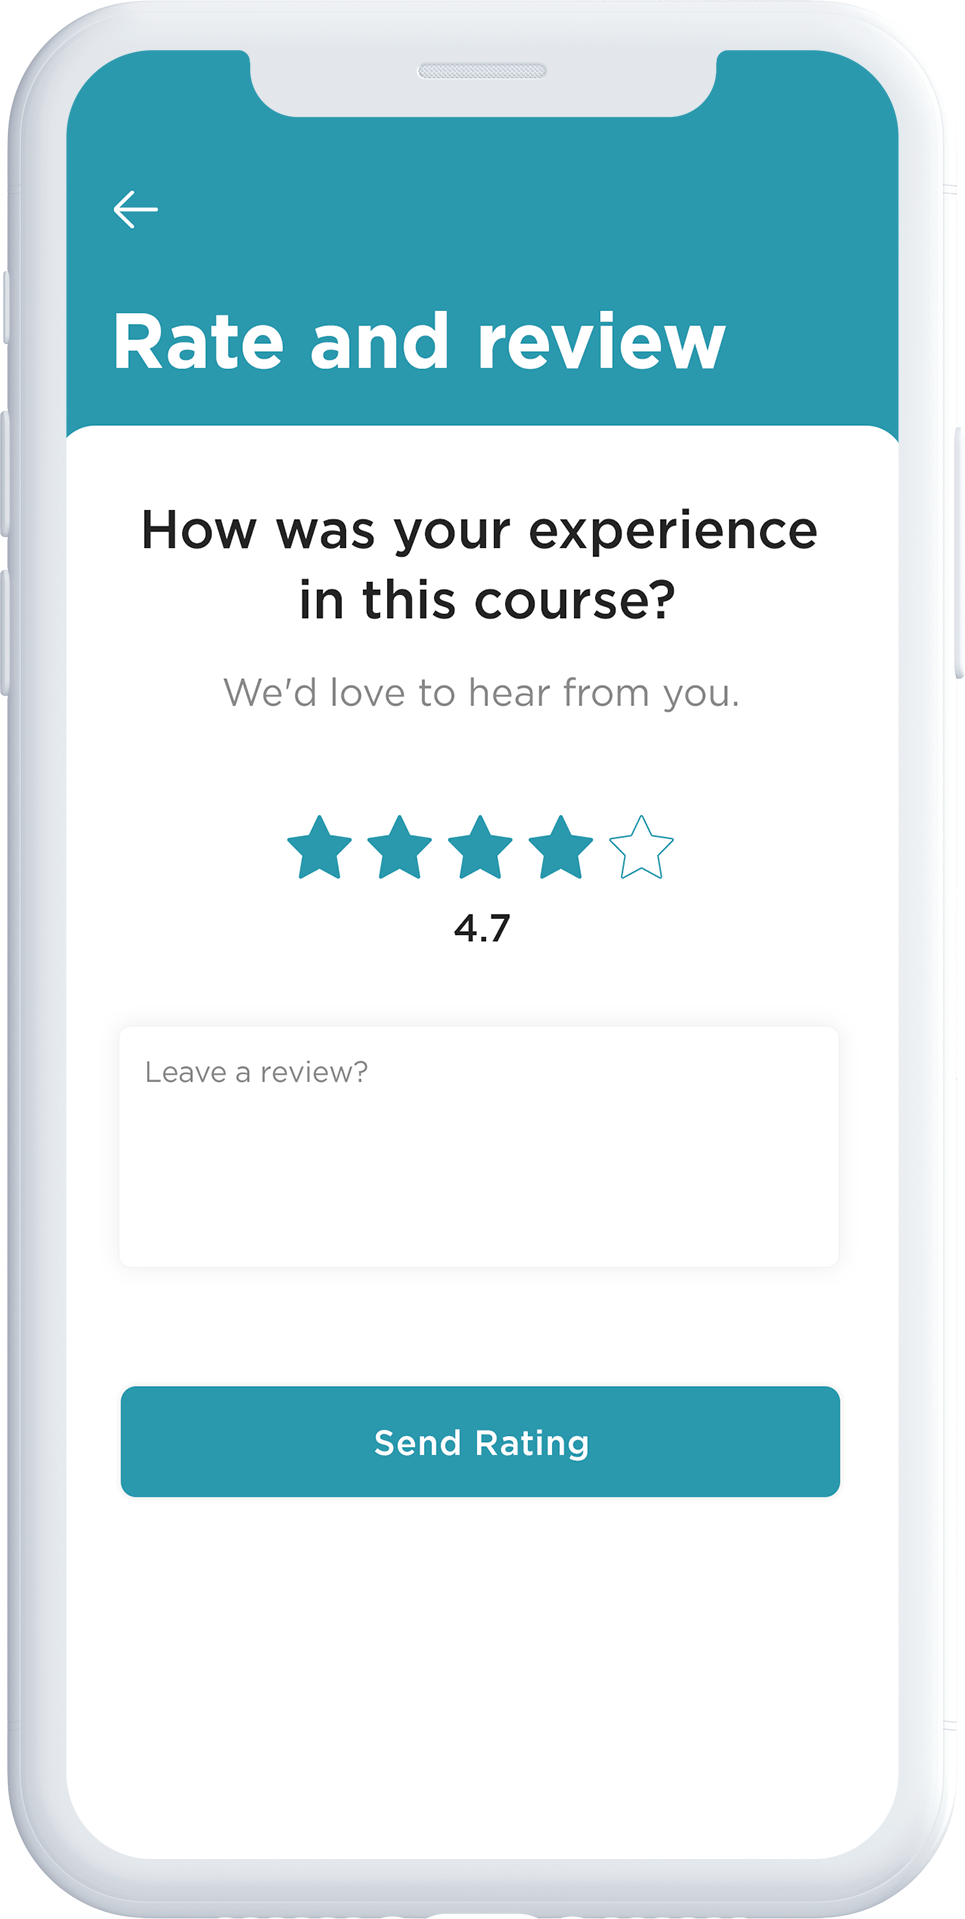 Rate and review
How was your experience
in this course?
We'd love to hear from you.
4.7
Leave a review?
Send Rating